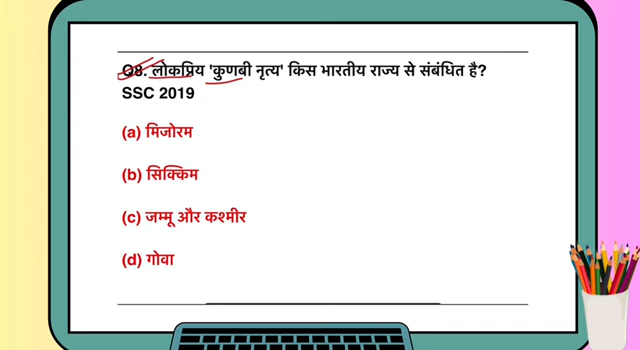 Q8. लोकप्रिय 'कुणबी नृत्य' किस भारतीय राज्य से संबंधित है?
SSC 2019
(a) मिजोरम
(b) सिक्किम
(c) जम्मू और कश्मीर
(d) गोवा